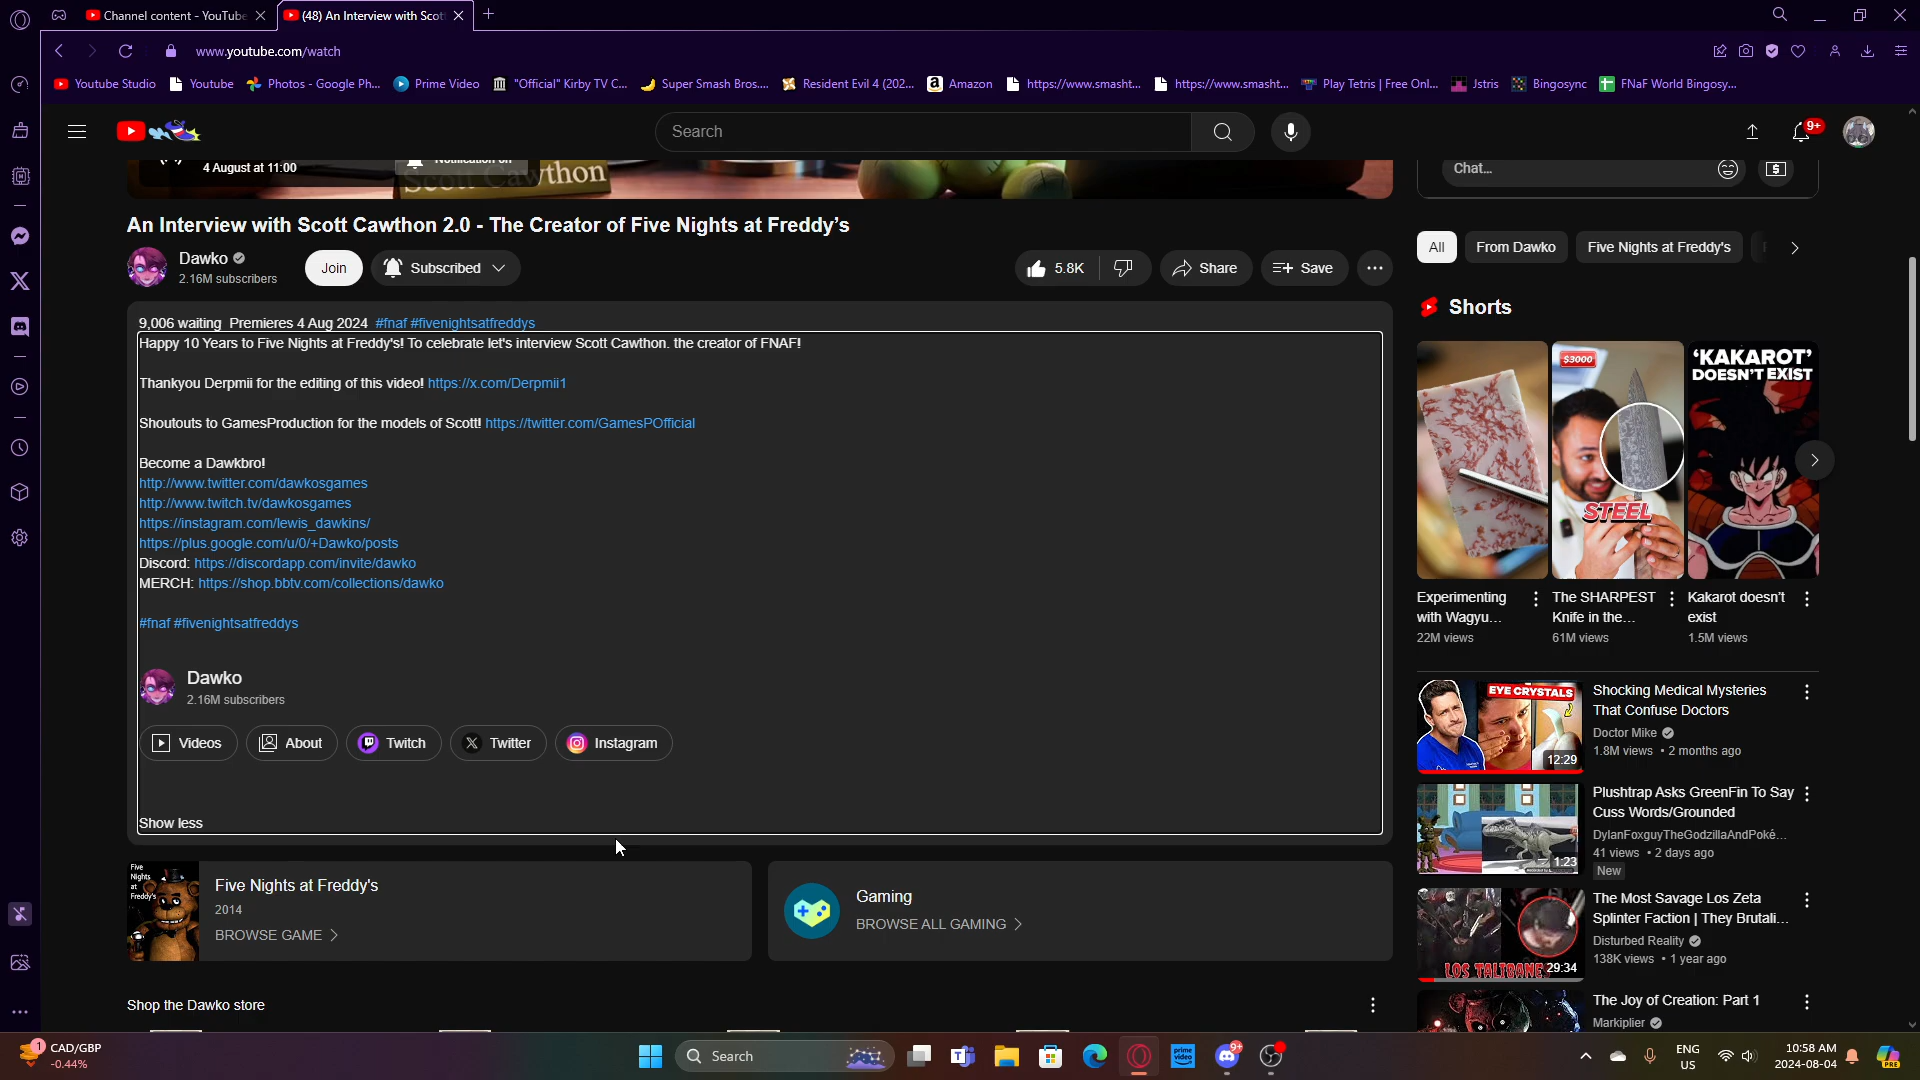 Channel content - YouTube
(48) An Interview with Scot
www.youtube.com/watch
Youtube Studio
Youtube
Photos - Google Ph...
Prime Video
"Official" Kirby TV C...
Super Smash Bros....
Resident Evil 4 (202...
Amazon
https://www.smasht...
https://www.smasht...
Play Tetris | Free Onl...
Jstris
Bingosync
FNaF World Bingosy...
Search
9+
4 August at 11:00
Notification on
Scott Cawthon
Chat...
An Interview with Scott Cawthon 2.0 - The Creator of Five Nights at Freddy's
Dawko
2.16M subscribers
Join
Subscribed
5.8K
Share
Save
All
From Dawko
Five Nights at Freddy's
9,006 waiting Premieres 4 Aug 2024 #fnaf #fivenightsatfreddys
Happy 10 Years to Five Nights at Freddy's! To celebrate let's interview Scott Cawthon. the creator of FNAF!
Thankyou Derpmii for the editing of this video! https://x.com/Derpmii1
Shoutouts to GamesProduction for the models of Scott! https://twitter.com/GamesPOfficial
Become a Dawkbro!
http://www.twitter.com/dawkosgames
http://www.twitch.tv/dawkosgames
https://instagram.com/lewis_dawkins/
https://plus.google.com/u/0/+Dawko/posts
Discord: https://discordapp.com/invite/dawko
MERCH: https://shop.bbtv.com/collections/dawko
#fnaf #fivenightsatfreddys
Dawko
2.16M subscribers
Videos
About
Twitch
Twitter
Instagram
Show less
Five Nights at Freddy's
Five Nights at Freddy's
2014
BROWSE GAME
Gaming
BROWSE ALL GAMING
Shop the Dawko store
Shorts
$3000
STEEL
'KAKAROT'
DOESN'T EXIST
Experimenting
with Wagyu...
22M views
The SHARPEST
Knife in the...
61M views
Kakarot doesn't
exist
1.5M views
EYE CRYSTALS
12:29
Shocking Medical Mysteries
That Confuse Doctors
Doctor Mike
1.8M views • 2 months ago
1:23
Plushtrap Asks GreenFin To Say
Cuss Words/Grounded
DylanFoxguyTheGodzillaAndPoké...
41 views • 2 days ago
New
LOS TALIBANES
29:34
The Most Savage Los Zeta
Splinter Faction | They Brutali...
Disturbed Reality
138K views • 1 year ago
The Joy of Creation: Part 1
Markiplier
1
CAD/GBP
-0.44%
Search
prime video
9+
ENG
US
10:58 AM
2024-08-04
PRE